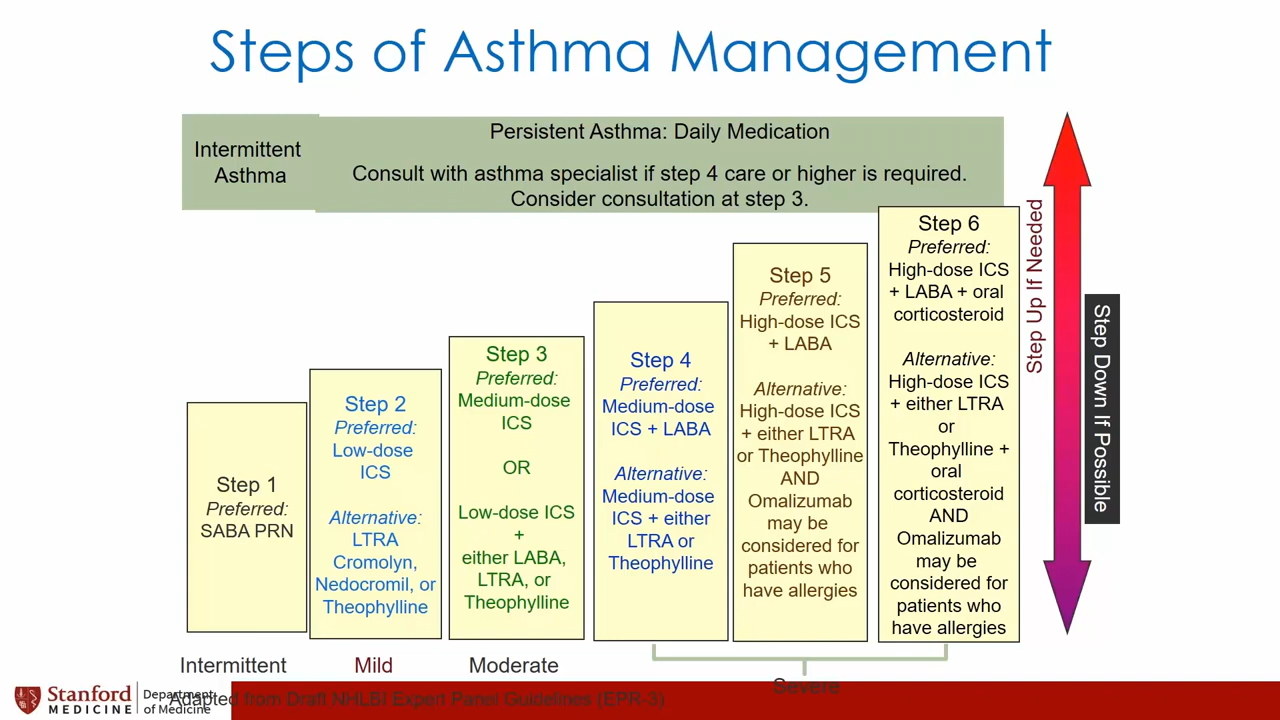 Steps of Asthma Management
Intermittent
Asthma
Persistent Asthma: Daily Medication
Consult with asthma specialist if step 4 care or higher is required.
Consider consultation at step 3.
Step 1
Preferred:
SABA PRN
Step 2
Preferred:
Low-dose
ICS
Alternative:
LTRA
Cromolyn,
Nedocromil, or
Theophylline
Step 3
Preferred:
Medium-dose
ICS
OR
Low-dose ICS
+
either LABA,
LTRA, or
Theophylline
Step 4
Preferred:
Medium-dose
ICS + LABA
Alternative:
Medium-dose
ICS + either
LTRA or
Theophylline
Step 5
Preferred:
High-dose ICS
+ LABA
Alternative:
High-dose ICS
+ either LTRA
or Theophylline
AND
Omalizumab
may be
considered for
patients who
have allergies
Step 6
Preferred:
High-dose ICS
+ LABA + oral
corticosteroid
Alternative:
High-dose ICS
+ either LTRA
or
Theophylline +
oral
corticosteroid
AND
Omalizumab
may be
considered for
patients who
have allergies
Step Up If Needed
Step Down If Possible
Intermittent
Mild
Moderate
Severe
Stanford
MEDICINE
Department
of Medicine
Adapted from Draft NHLBI Expert Panel Guidelines (EPR-3)